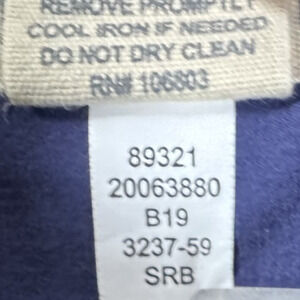 REMOVE PROMPTLY
COOL IRON IF NEEDED
DO NOT DRY CLEAN
RN# 106803
89321
20063880
B19
3237-59
SRB